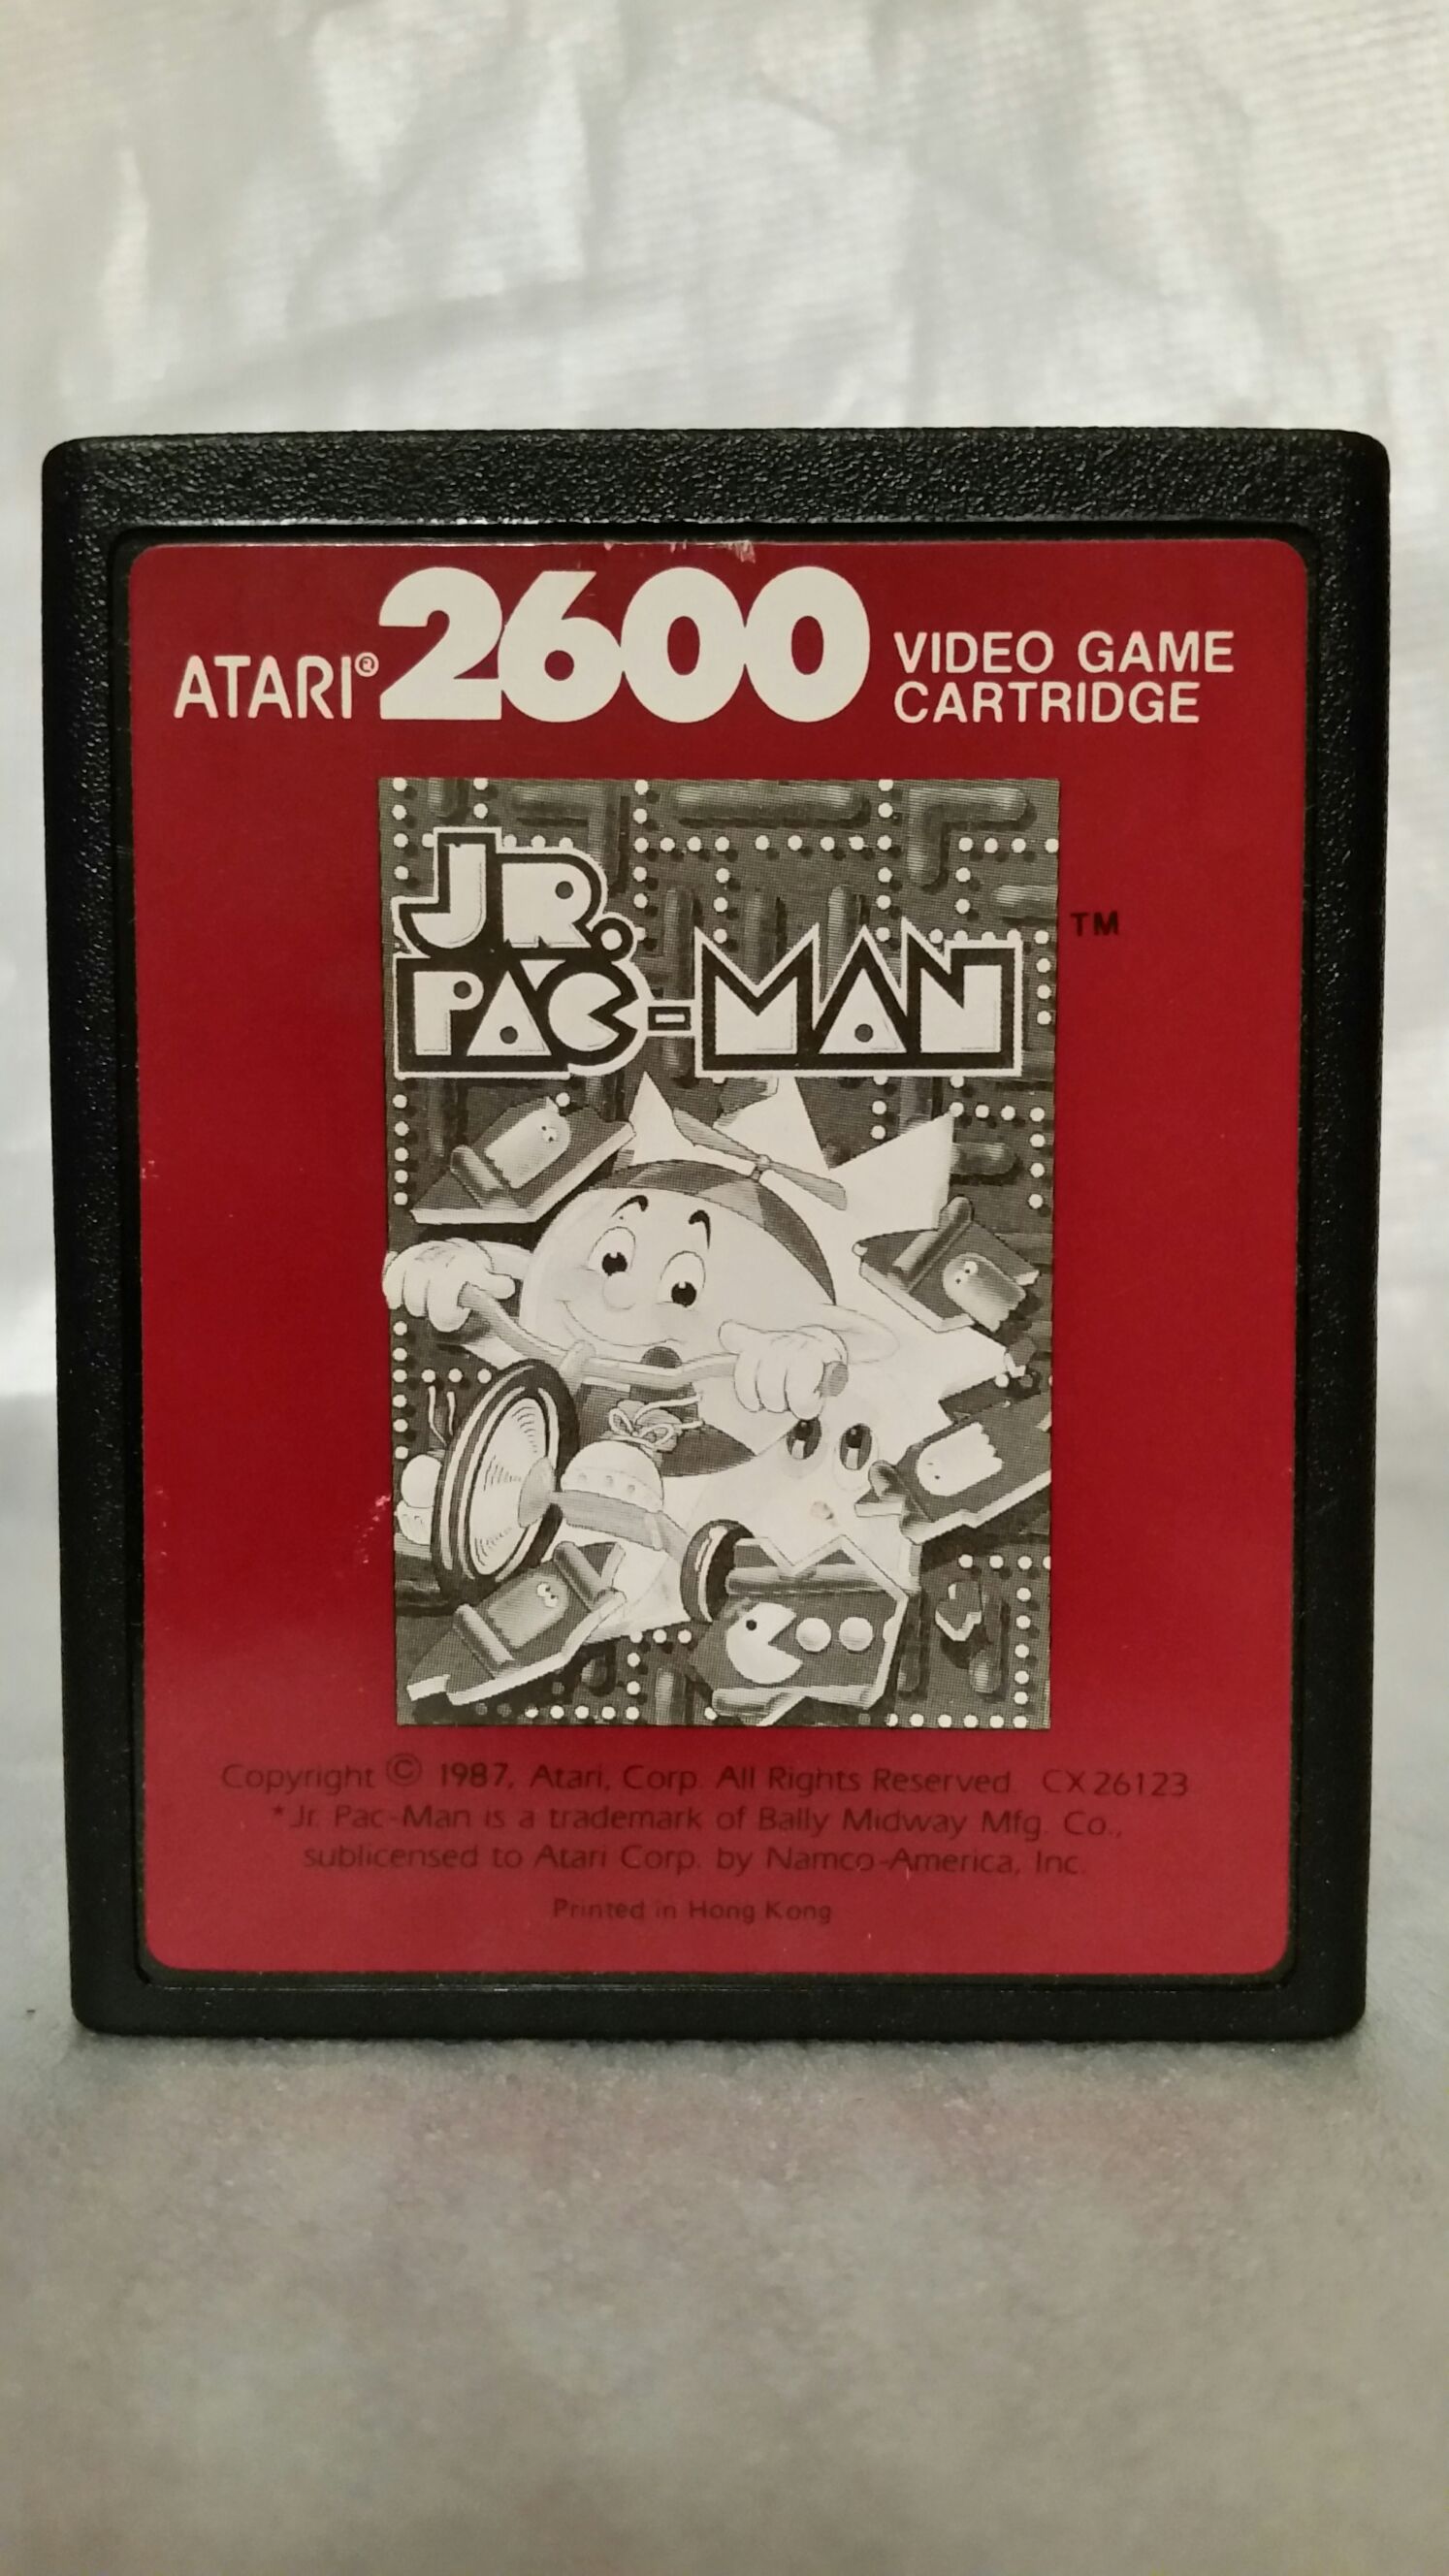 ATARI® 2600 VIDEO GAME
CARTRIDGE
JR.
PAC-MAN
TM
Copyright © 1987, Atari, Corp. All Rights Reserved. CX26123
*Jr. Pac-Man is a trademark of Bally Midway Mfg. Co.,
sublicensed to Atari Corp. by Namco-America, Inc.
Printed in Hong Kong